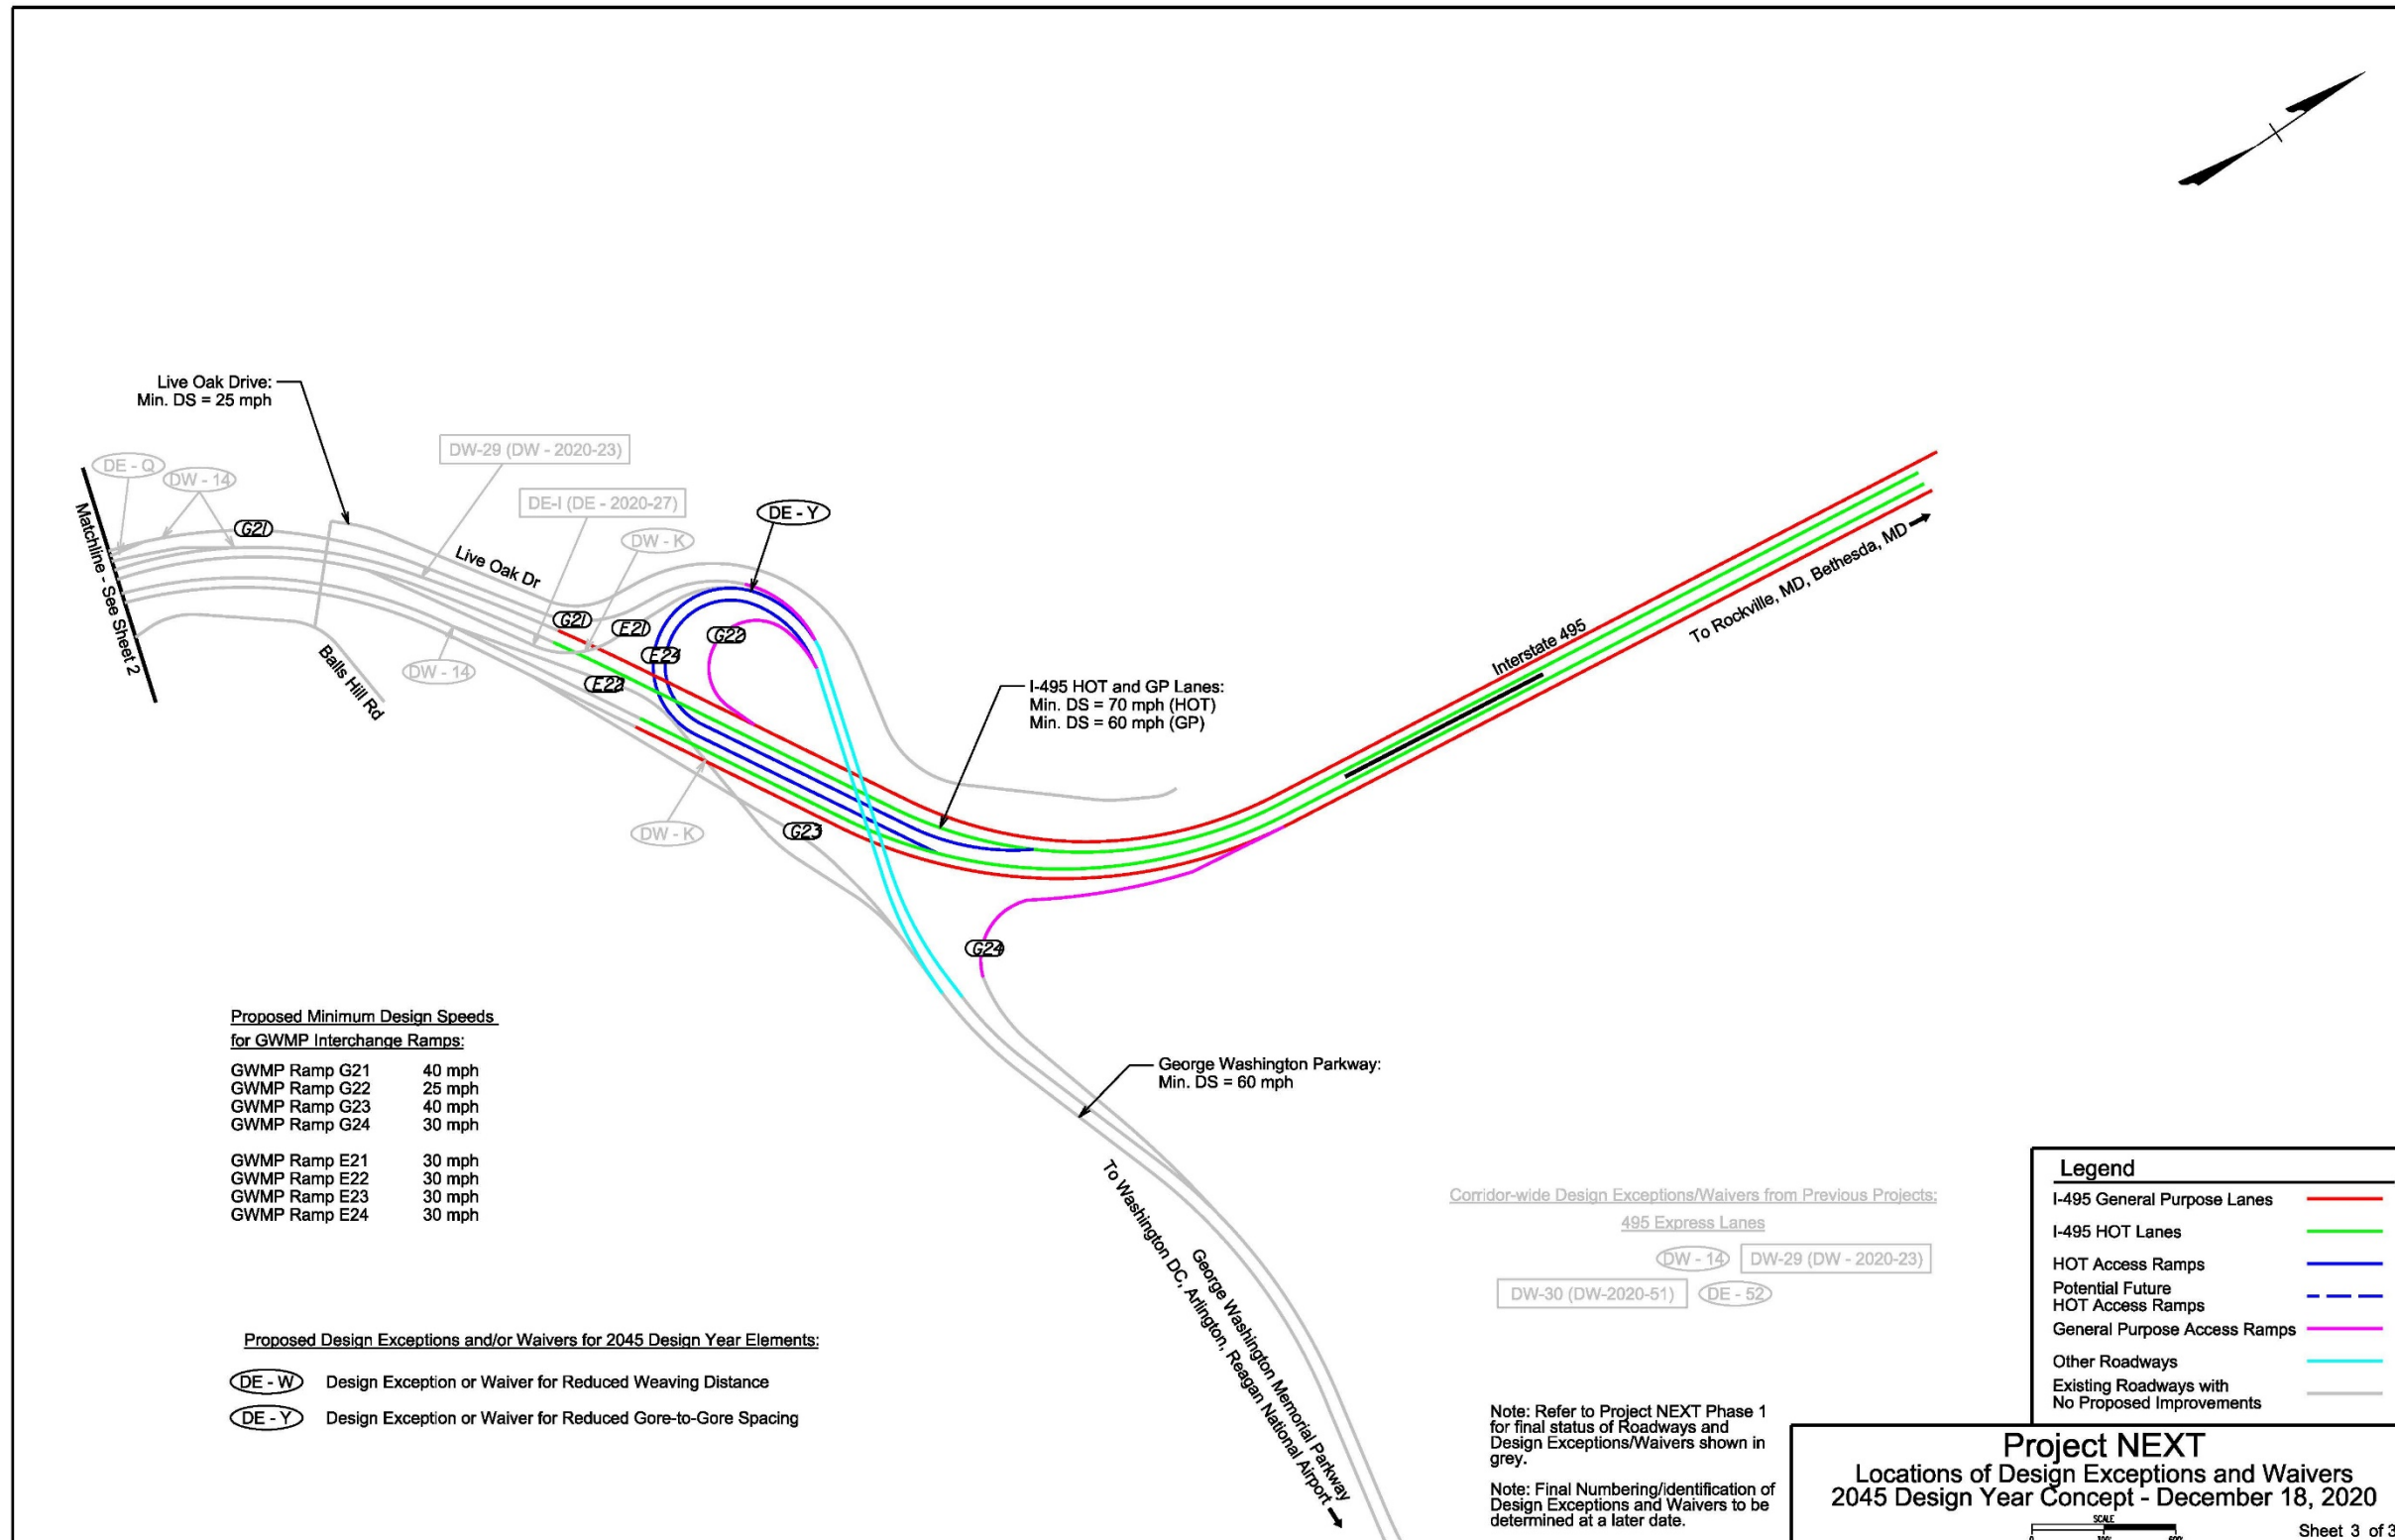 Live Oak Drive:
Min. DS = 25 mph
DE - Q
DW - 14
DW-29 (DW - 2020-23)
DE-I (DE - 2020-27)
DW - K
DE - Y
Matchline - See Sheet 2
G21
Live Oak Dr
G21
E21
G22
E24
E22
Balls Hill Rd
DW - 14
DW - K
G23
I-495 HOT and GP Lanes:
Min. DS = 70 mph (HOT)
Min. DS = 60 mph (GP)
Interstate 495
To Rockville, MD, Bethesda, MD
G24
George Washington Parkway:
Min. DS = 60 mph
George Washington Memorial Parkway
To Washington DC, Arlington, Reagan National Airport
Proposed Minimum Design Speeds
for GWMP Interchange Ramps:
GWMP Ramp G21 40 mph
GWMP Ramp G22 25 mph
GWMP Ramp G23 40 mph
GWMP Ramp G24 30 mph
GWMP Ramp E21 30 mph
GWMP Ramp E22 30 mph
GWMP Ramp E23 30 mph
GWMP Ramp E24 30 mph
Proposed Design Exceptions and/or Waivers for 2045 Design Year Elements:
DE - W Design Exception or Waiver for Reduced Weaving Distance
DE - Y Design Exception or Waiver for Reduced Gore-to-Gore Spacing
Corridor-wide Design Exceptions/Waivers from Previous Projects:
495 Express Lanes
DW - 14 DW-29 (DW - 2020-23)
DW-30 (DW-2020-51) DE - 52
Note: Refer to Project NEXT Phase 1
for final status of Roadways and
Design Exceptions/Waivers shown in
grey.
Note: Final Numbering/identification of
Design Exceptions and Waivers to be
determined at a later date.
Legend
I-495 General Purpose Lanes
I-495 HOT Lanes
HOT Access Ramps
Potential Future
HOT Access Ramps
General Purpose Access Ramps
Other Roadways
Existing Roadways with
No Proposed Improvements
Project NEXT
Locations of Design Exceptions and Waivers
2045 Design Year Concept - December 18, 2020
SCALE
Sheet 3 of 3